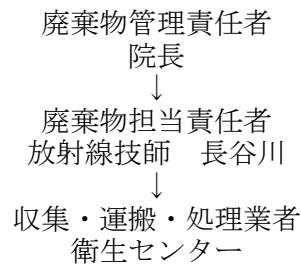 廃棄物管理責任者
院長
↓
廃棄物担当責任者
放射線技師　長谷川
↓
収集・運搬・処理業者
衛生センター